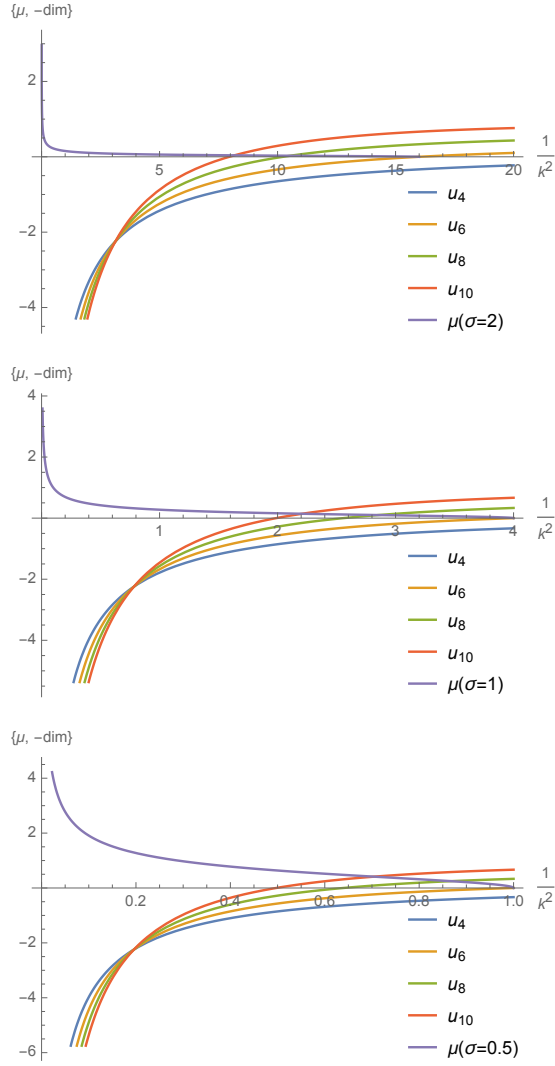 {μ, -dim}
2
5
10
15
20
1/k²
-2
-4
u₄
u₆
u₈
u₁₀
μ(σ=2)
{μ, -dim}
4
2
1
2
3
4
1/k²
-2
-4
u₄
u₆
u₈
u₁₀
μ(σ=1)
{μ, -dim}
4
2
0.2
0.4
0.6
0.8
1.0
1/k²
-2
-4
-6
u₄
u₆
u₈
u₁₀
μ(σ=0.5)